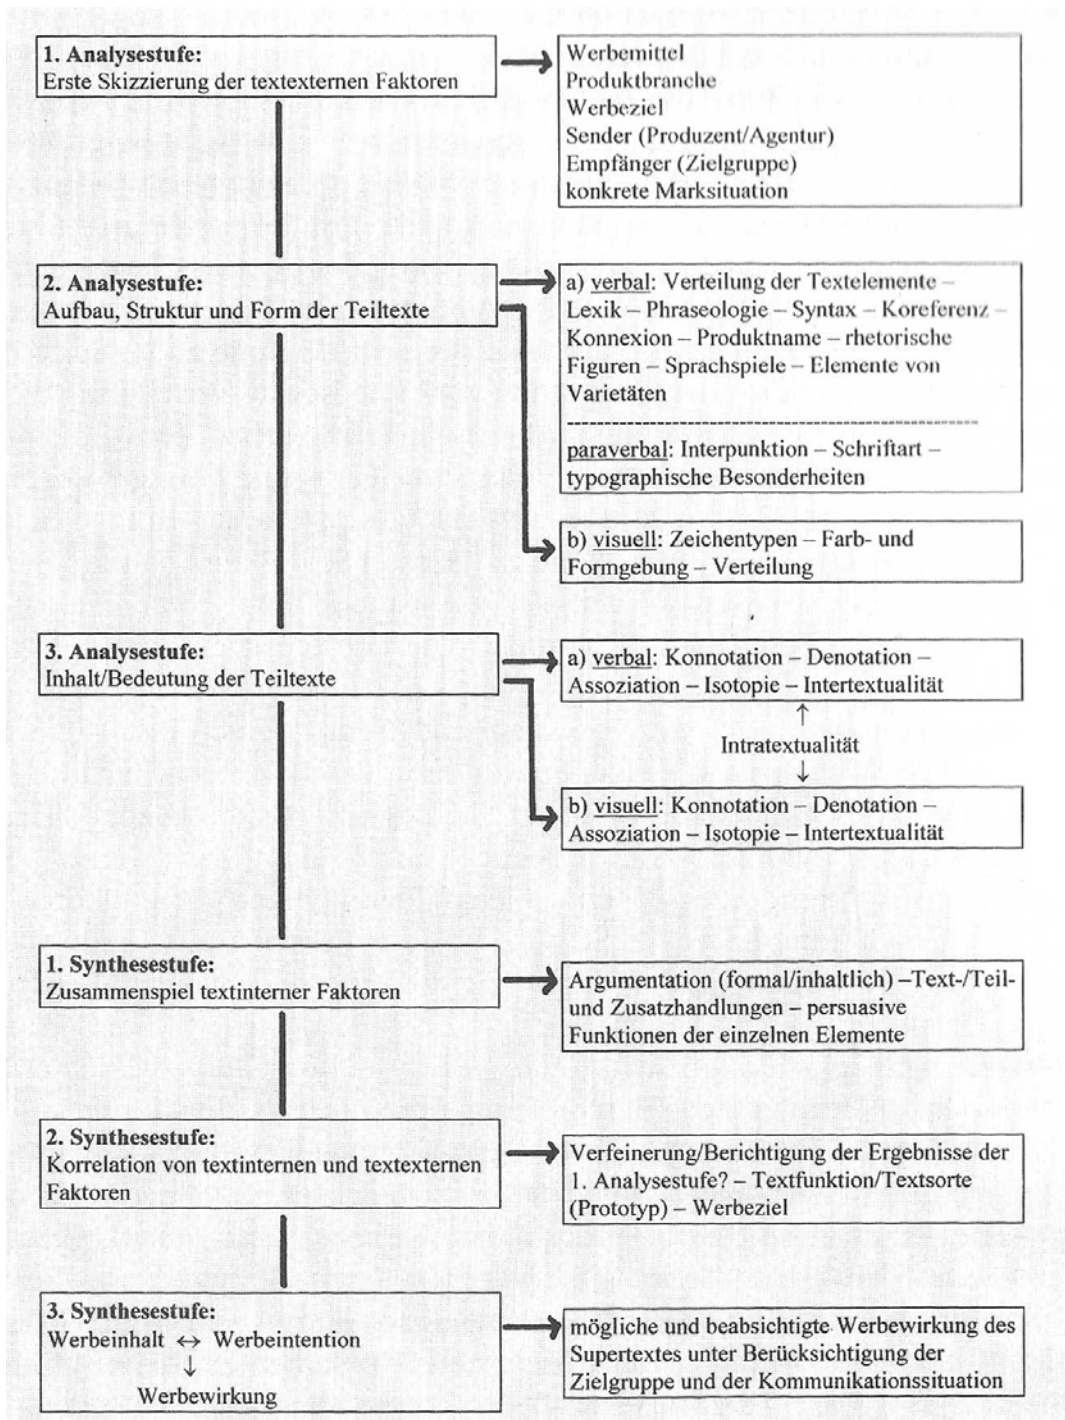 1. Analysestufe:
Erste Skizzierung der textexternen Faktoren
Werbemittel
Produktbranche
Werbeziel
Sender (Produzent/Agentur)
Empfänger (Zielgruppe)
konkrete Marksituation
2. Analysestufe:
Aufbau, Struktur und Form der Teiltexte
a) verbal: Verteilung der Textelemente –
Lexik – Phraseologie – Syntax – Koreferenz –
Konnexion – Produktname – rhetorische
Figuren – Sprachspiele – Elemente von
Varietäten
paraverbal: Interpunktion – Schriftart –
typographische Besonderheiten
b) visuell: Zeichentypen – Farb- und
Formgebung – Verteilung
3. Analysestufe:
Inhalt/Bedeutung der Teiltexte
a) verbal: Konnotation – Denotation –
Assoziation – Isotopie – Intertextualität
↑
Intratextualität
↓
b) visuell: Konnotation – Denotation –
Assoziation – Isotopie – Intertextualität
1. Synthesestufe:
Zusammenspiel textinterner Faktoren
Argumentation (formal/inhaltlich) –Text-/Teil-
und Zusatzhandlungen – persuasive
Funktionen der einzelnen Elemente
2. Synthesestufe:
Korrelation von textinternen und textexternen
Faktoren
Verfeinerung/Berichtigung der Ergebnisse der
1. Analysestufe? – Textfunktion/Textsorte
(Prototyp) – Werbeziel
3. Synthesestufe:
Werbeinhalt ↔ Werbeintention
↓
Werbewirkung
mögliche und beabsichtigte Werbewirkung des
Supertextes unter Berücksichtigung der
Zielgruppe und der Kommunikationssituation